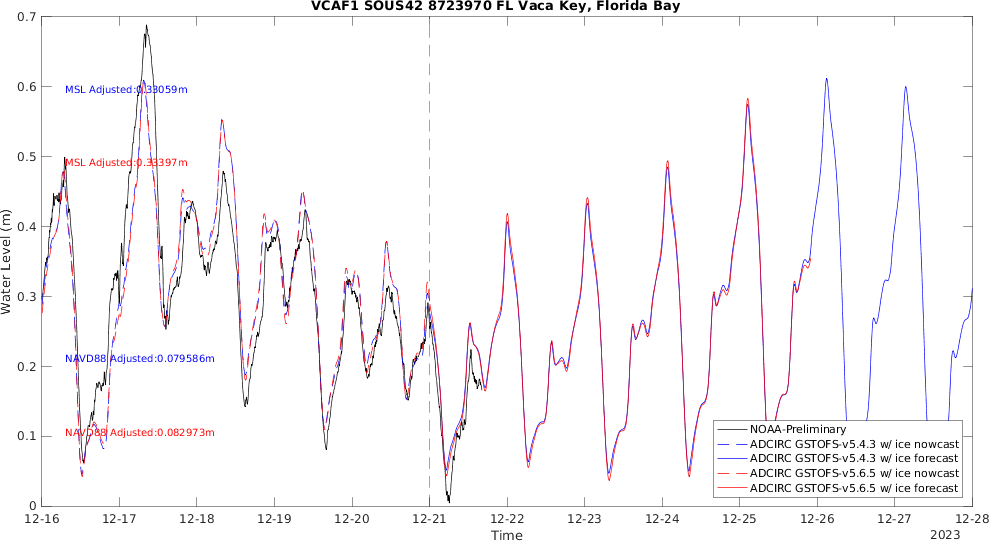 VCAF1 SOUS42 8723970 FL Vaca Key, Florida Bay
Water Level (m)
0.7
0.6
0.5
0.4
0.3
0.2
0.1
0
MSL Adjusted:0.33059m
MSL Adjusted:0.33397m
NAVD88 Adjusted:0.079586m
NAVD88 Adjusted:0.082973m
NOAA-Preliminary
ADCIRC GSTOFS-v5.4.3 w/ ice nowcast
ADCIRC GSTOFS-v5.4.3 w/ ice forecast
ADCIRC GSTOFS-v5.6.5 w/ ice nowcast
ADCIRC GSTOFS-v5.6.5 w/ ice forecast
12-16 12-17 12-18 12-19 12-20 12-21 12-22 12-23 12-24 12-25 12-26 12-27 12-28
Time
2023